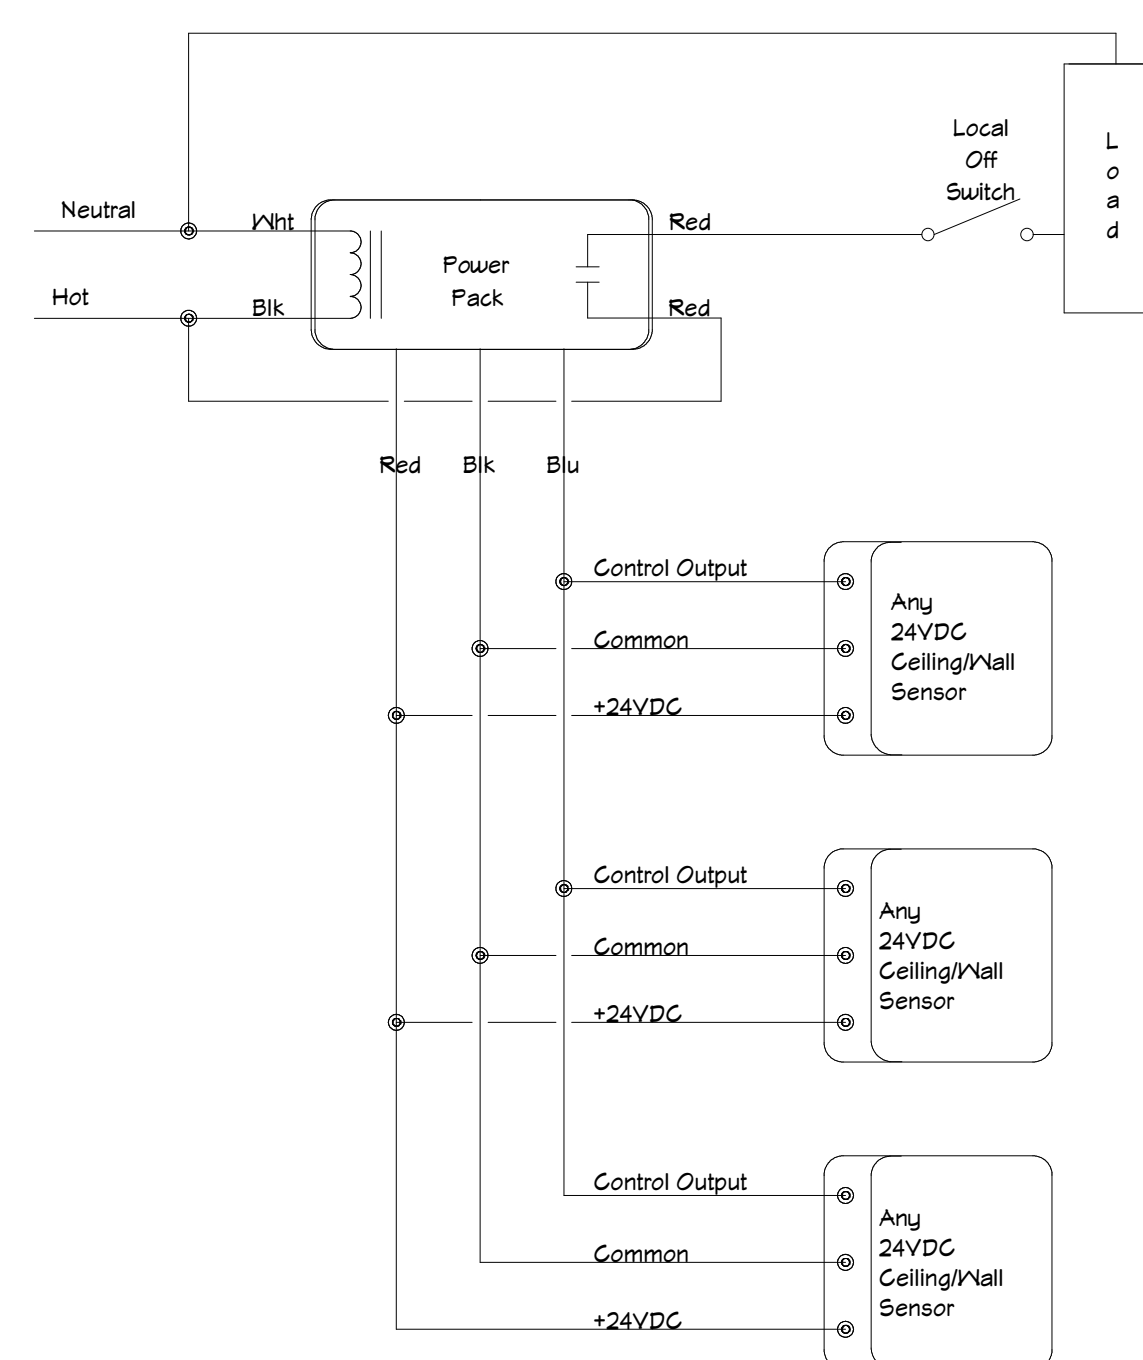 Local
Off
Switch
L
o
a
d
Neutral
Wht
Red
Power
Pack
Hot
Blk
Red
Red
Blk
Blu
Control Output
Common
+24VDC
Any
24VDC
Ceiling/Wall
Sensor
Control Output
Common
+24VDC
Any
24VDC
Ceiling/Wall
Sensor
Control Output
Common
+24VDC
Any
24VDC
Ceiling/Wall
Sensor